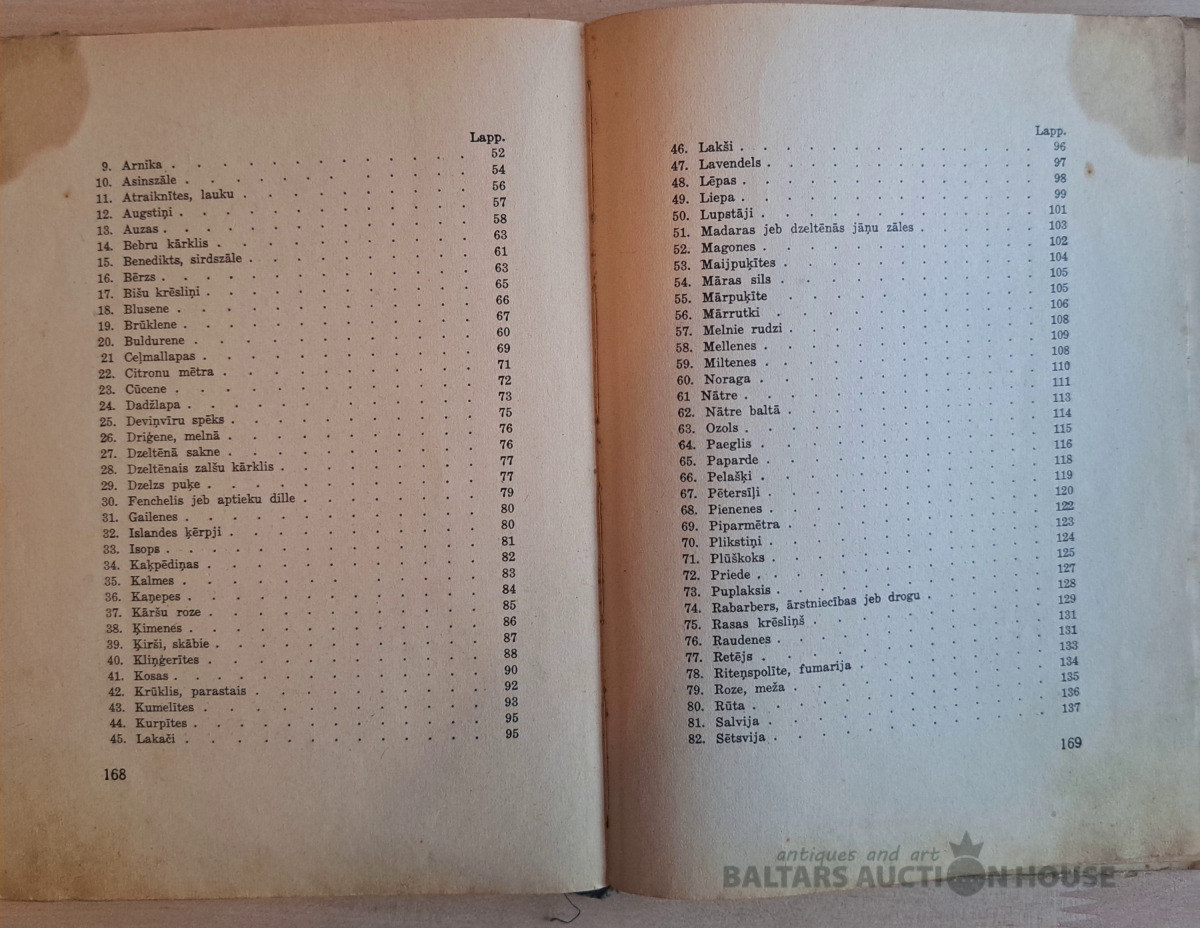 Lapp.
9. Arnīka . . . . . . . . . . . . 52
10. Asinszāle . . . . . . . . . . . . 54
11. Atraiknītes, lauku . . . . . . . . . . 56
12. Augstiņi . . . . . . . . . . . . 57
13. Auzas . . . . . . . . . . . . 58
14. Bebru kārklis . . . . . . . . . . . 63
15. Benedikts, sirdszāle . . . . . . . . . 61
16. Bērzs . . . . . . . . . . . . 63
17. Bišu krēsliņi . . . . . . . . . . . 65
18. Blusene . . . . . . . . . . . . 66
19. Brūklene . . . . . . . . . . . . 67
20. Buldurene . . . . . . . . . . . 60
21 Ceļmallapas . . . . . . . . . . . 69
22. Citronu mētra . . . . . . . . . . 71
23. Cūcene . . . . . . . . . . . . 72
24. Dadžlapa . . . . . . . . . . . . 73
25. Deviņvīru spēks . . . . . . . . . . 75
26. Driģene, melnā . . . . . . . . . . 76
27. Dzeltēnā sakne . . . . . . . . . . 76
28. Dzeltēnais zalšu kārklis . . . . . . . . 77
29. Dzelzs puķe . . . . . . . . . . . 77
30. Fenchelis jeb aptieku dille . . . . . . . 79
31. Gailenes . . . . . . . . . . . . 80
32. Islandes ķērpji . . . . . . . . . . 80
33. Isops . . . . . . . . . . . . 81
34. Kaķpēdiņas . . . . . . . . . . . 82
35. Kalmes . . . . . . . . . . . . 83
36. Kaņepes . . . . . . . . . . . . 84
37. Kāršu roze . . . . . . . . . . . 85
38. Ķimenes . . . . . . . . . . . . 86
39. Ķirši, skābie . . . . . . . . . . . 87
40. Kliņģerītes . . . . . . . . . . . 88
41. Kosas . . . . . . . . . . . . 90
42. Krūklis, parastais . . . . . . . . . 92
43. Kumelītes . . . . . . . . . . . 93
44. Kurpītes . . . . . . . . . . . . 95
45. Lakači . . . . . . . . . . . . 95
168
Lapp.
46. Lakši . . . . . . . . . . . . 96
47. Lavendels . . . . . . . . . . . 97
48. Lēpas . . . . . . . . . . . . 98
49. Liepa . . . . . . . . . . . . 99
50. Lupstāji . . . . . . . . . . . . 101
51. Madaras jeb dzeltēnās jāņu zāles . . . . . 103
52. Magones . . . . . . . . . . . . 102
53. Maijpuķītes . . . . . . . . . . . 104
54. Māras sils . . . . . . . . . . . 105
55. Mārpuķīte . . . . . . . . . . . 105
56. Mārrutki . . . . . . . . . . . 106
57. Melnie rudzi . . . . . . . . . . 108
58. Mellenes . . . . . . . . . . . . 109
59. Miltenes . . . . . . . . . . . . 108
60. Noraga . . . . . . . . . . . . 110
61 Nātre . . . . . . . . . . . . 111
62. Nātre baltā . . . . . . . . . . . 113
63. Ozols . . . . . . . . . . . . 114
64. Paeglis . . . . . . . . . . . . 115
65. Paparde . . . . . . . . . . . . 116
66. Pelašķi . . . . . . . . . . . . 118
67. Pētersīļi . . . . . . . . . . . . 119
68. Pienenes . . . . . . . . . . . . 120
69. Piparmētra . . . . . . . . . . . 122
70. Plikstiņi . . . . . . . . . . . . 123
71. Plūškoks . . . . . . . . . . . . 124
72. Priede . . . . . . . . . . . . 125
73. Puplaksis . . . . . . . . . . . 127
74. Rabarbers, ārstniecības jeb drogu . . . . . 128
75. Rasas krēsliņš . . . . . . . . . . 129
76. Raudenes . . . . . . . . . . . 131
77. Retējs . . . . . . . . . . . . 131
78. Riteņspolīte, fumarija . . . . . . . . 133
79. Roze, meža . . . . . . . . . . . 134
80. Rūta . . . . . . . . . . . . 135
81. Salvija . . . . . . . . . . . . 136
82. Sētsvija . . . . . . . . . . . . 137
169
antiques and art
BALTARS AUCTION HOUSE